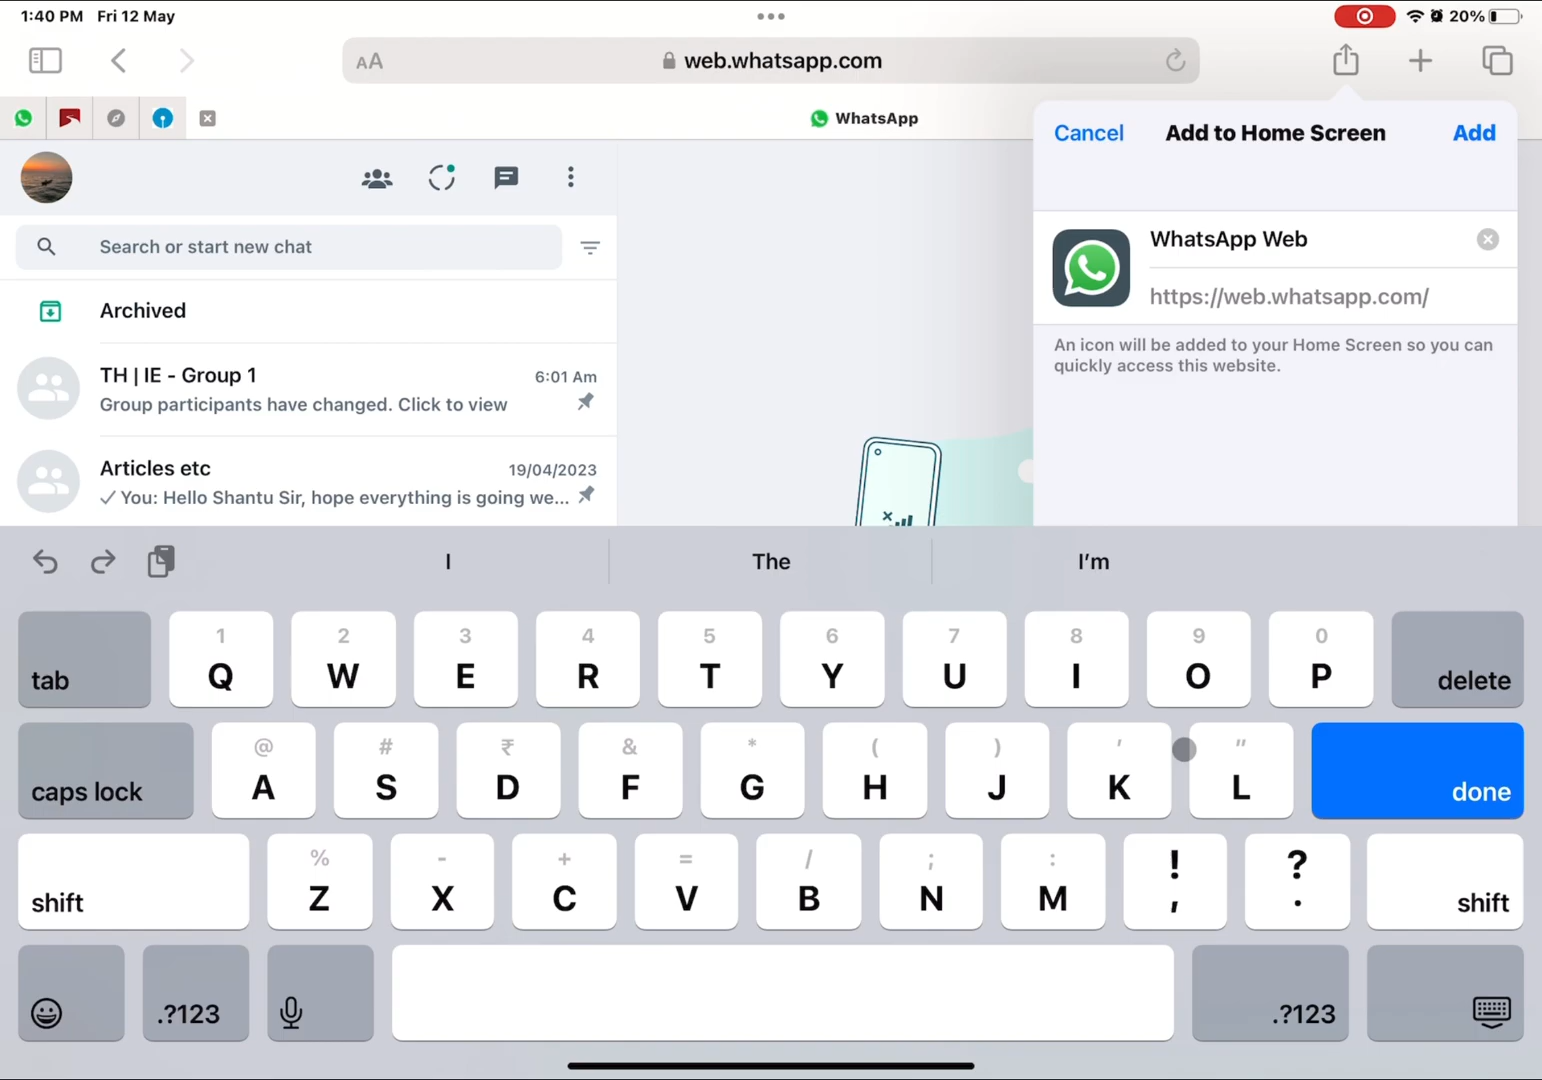 1:40 PM Fri 12 May
20%
AA web.whatsapp.com
WhatsApp
Cancel Add to Home Screen Add
WhatsApp Web
https://web.whatsapp.com/
An icon will be added to your Home Screen so you can
quickly access this website.
Search or start new chat
Archived
TH | IE - Group 1 6:01 Am
Group participants have changed. Click to view
Articles etc 19/04/2023
You: Hello Shantu Sir, hope everything is going we...
I The I'm
1 2 3 4 5 6 7 8 9 0
tab Q W E R T Y U I O P delete
@ # ₹ & * ( ) ' "
caps lock A S D F G H J K L done
% - + = / ; : ! ?
shift Z X C V B N M , . shift
.?123 .?123